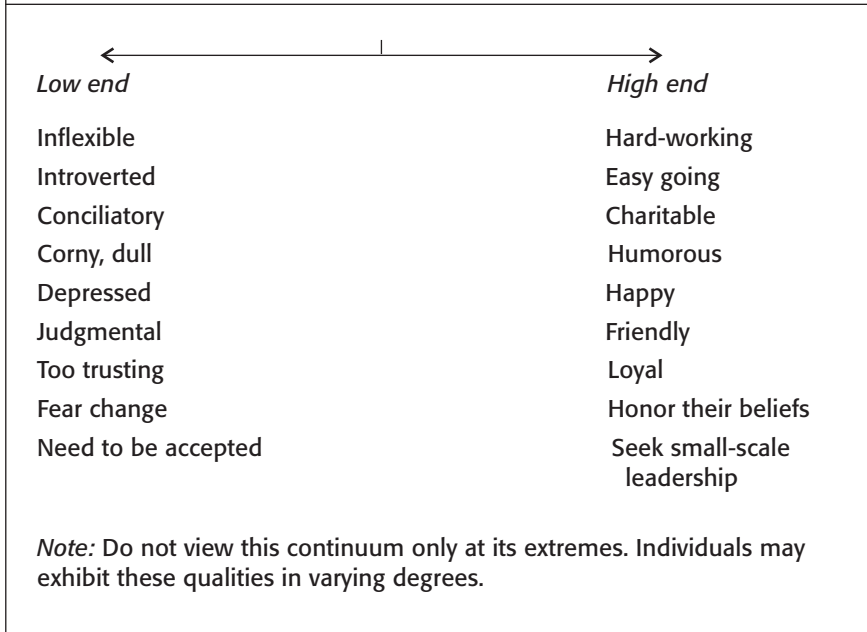 Low end High end
Inflexible Hard-working
Introverted Easy going
Conciliatory Charitable
Corny, dull Humorous
Depressed Happy
Judgmental Friendly
Too trusting Loyal
Fear change Honor their beliefs
Need to be accepted Seek small-scale
leadership
Note: Do not view this continuum only at its extremes. Individuals may
exhibit these qualities in varying degrees.